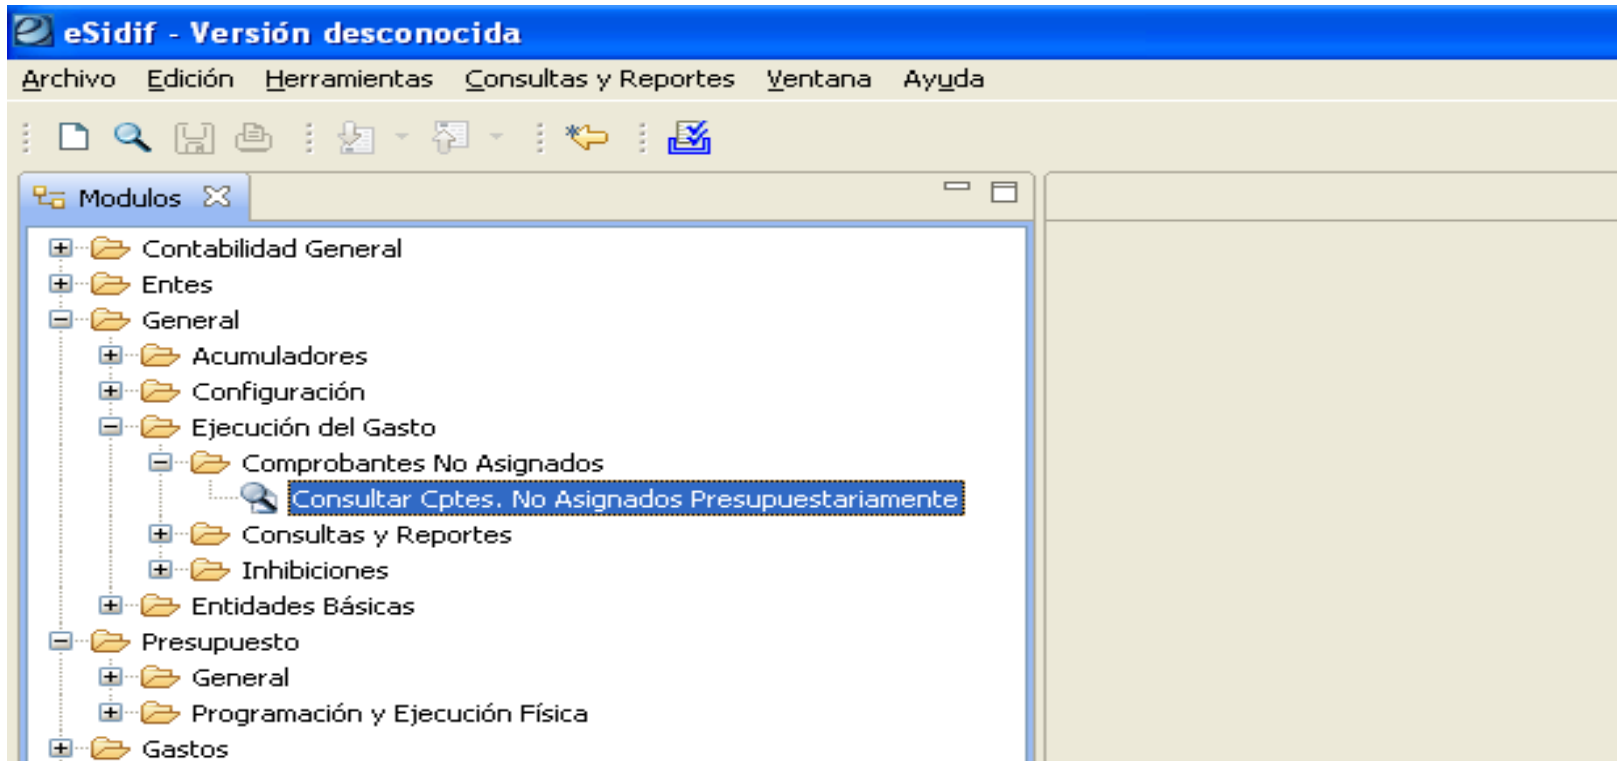 eSidif - Versión desconocida
Archivo Edición Herramientas Consultas y Reportes Ventana Ayuda
Modulos
Contabilidad General
Entes
General
Acumuladores
Configuración
Ejecución del Gasto
Comprobantes No Asignados
Consultar Cptes. No Asignados Presupuestariamente
Consultas y Reportes
Inhibiciones
Entidades Básicas
Presupuesto
General
Programación y Ejecución Física
Gastos